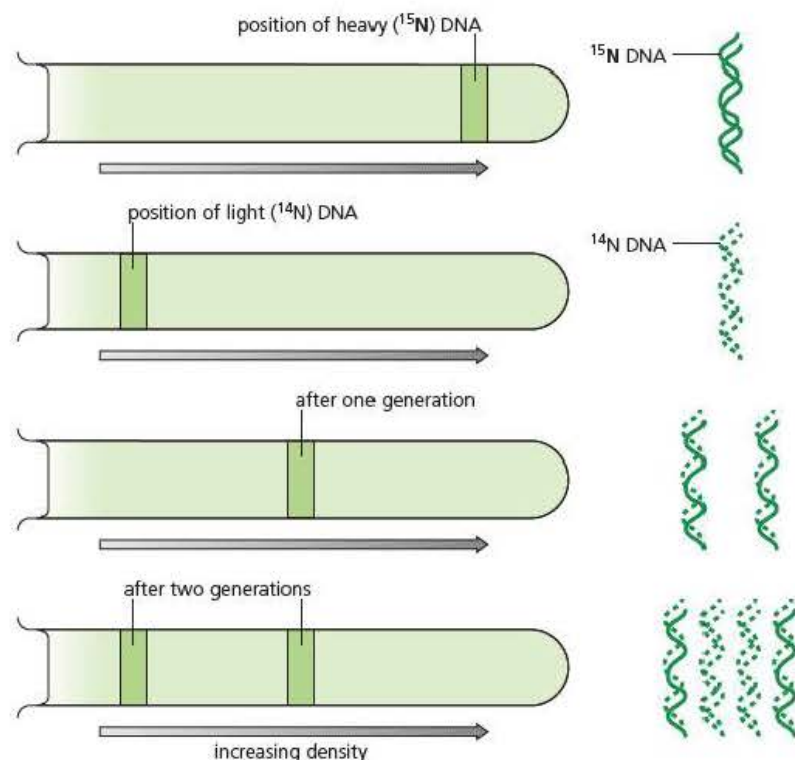 position of heavy (¹⁵N) DNA
¹⁵N DNA
position of light (¹⁴N) DNA
¹⁴N DNA
after one generation
after two generations
increasing density